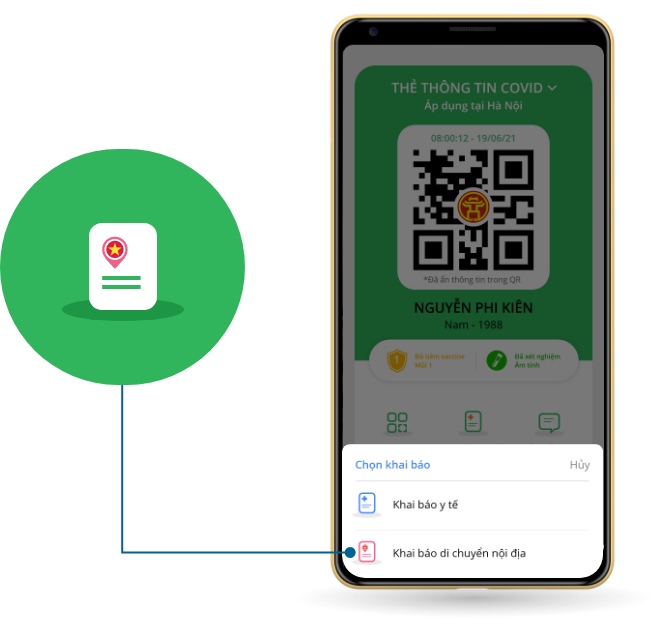 THẺ THÔNG TIN COVID
Áp dụng tại Hà Nội
08:00:12 - 19/06/21
*Đã ẩn thông tin trong QR
NGUYỄN PHI KIÊN
Nam - 1988
1
Đã tiêm vaccine
Mũi 1
Đã xét nghiệm
Âm tính
Chọn khai báo
Hủy
Khai báo y tế
Khai báo di chuyển nội địa